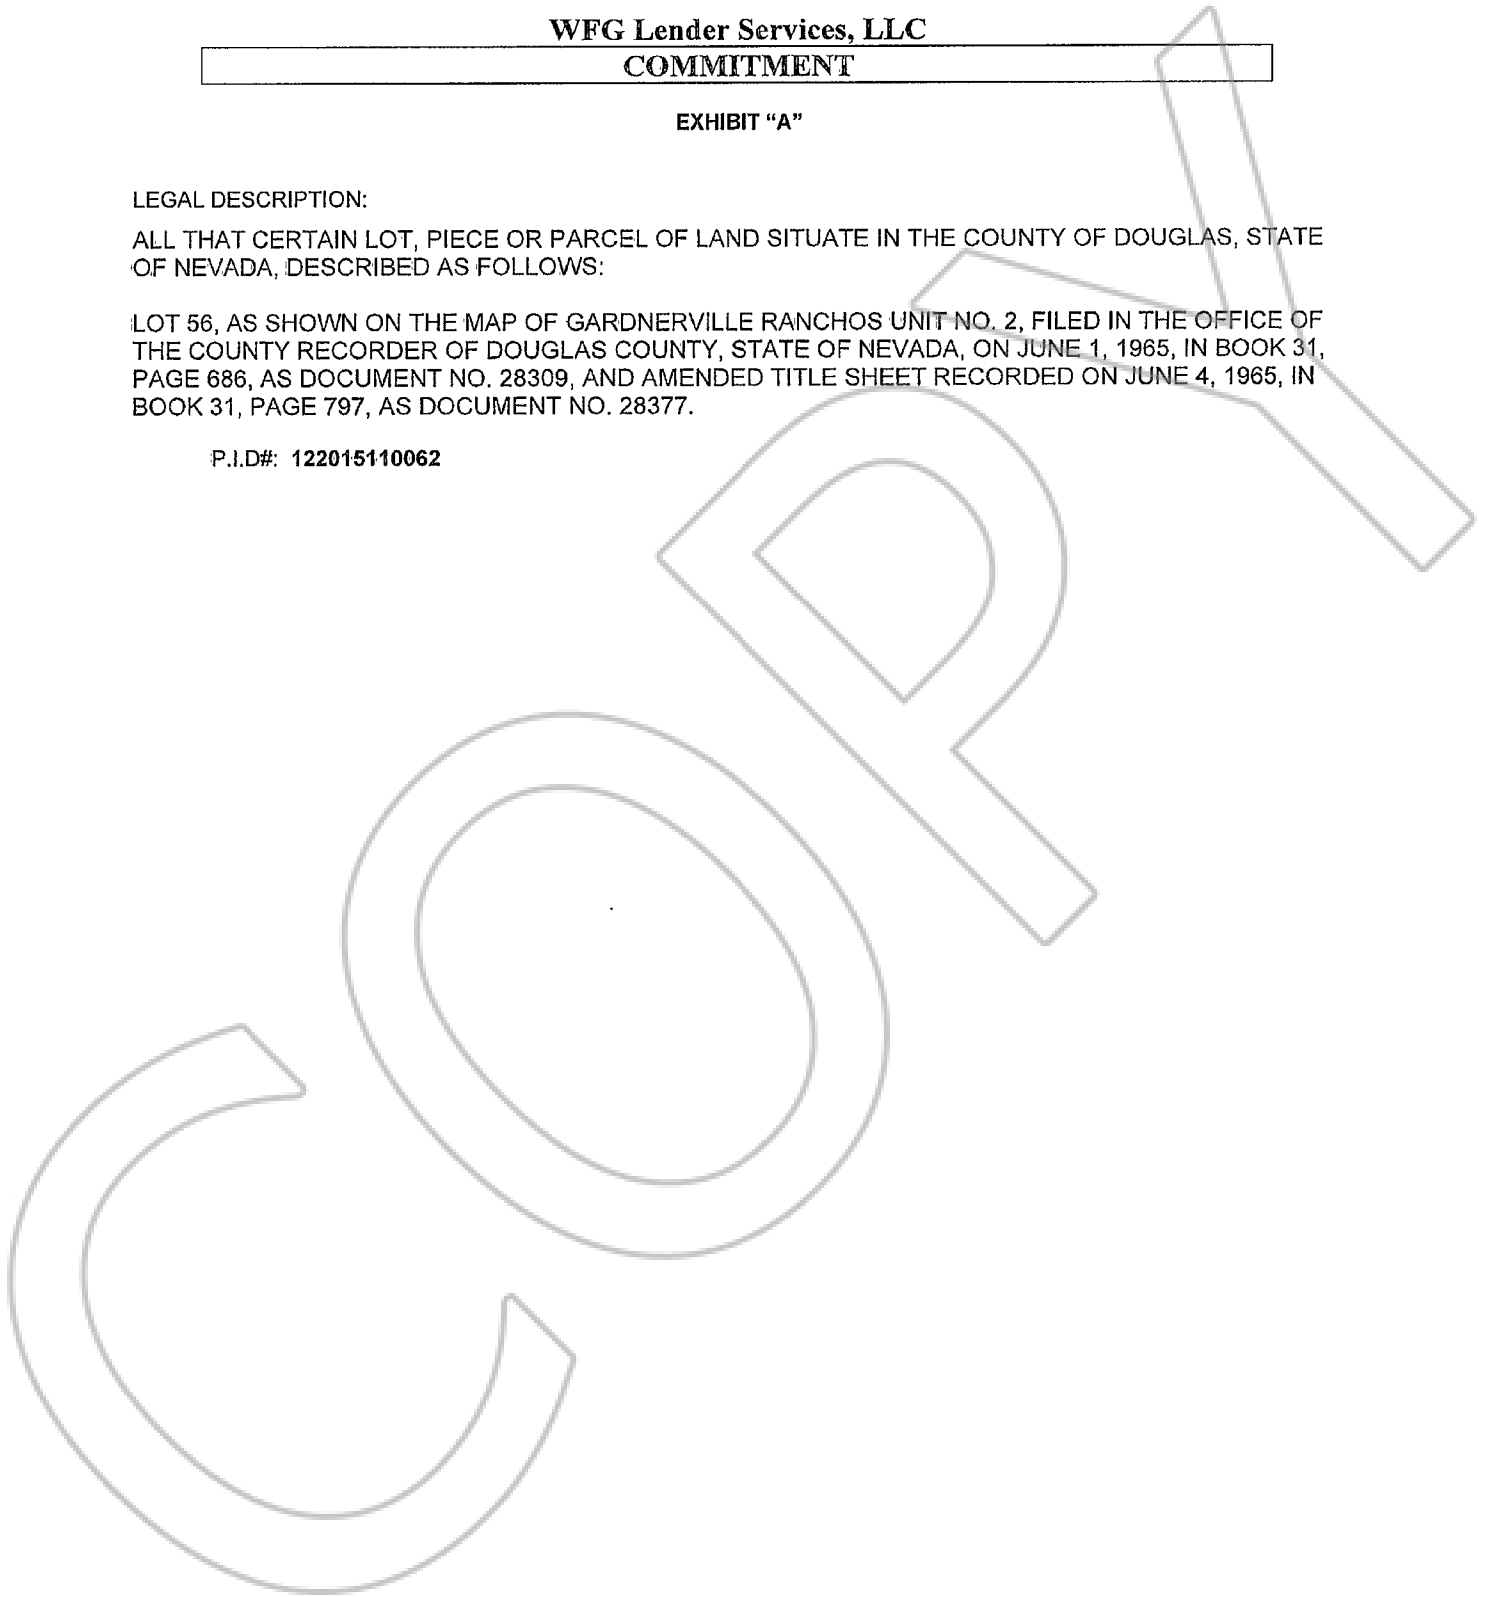 WFG Lender Services, LLC
COMMITMENT
EXHIBIT “A”
LEGAL DESCRIPTION:
ALL THAT CERTAIN LOT, PIECE OR PARCEL OF LAND SITUATE IN THE COUNTY OF DOUGLAS, STATE
OF NEVADA, DESCRIBED AS FOLLOWS:
LOT 56, AS SHOWN ON THE MAP OF GARDNERVILLE RANCHOS UNIT NO. 2, FILED IN THE OFFICE OF
THE COUNTY RECORDER OF DOUGLAS COUNTY, STATE OF NEVADA, ON JUNE 1, 1965, IN BOOK 31,
PAGE 686, AS DOCUMENT NO. 28309, AND AMENDED TITLE SHEET RECORDED ON JUNE 4, 1965, IN
BOOK 31, PAGE 797, AS DOCUMENT NO. 28377.
P.I.D#: 122015110062
COPY